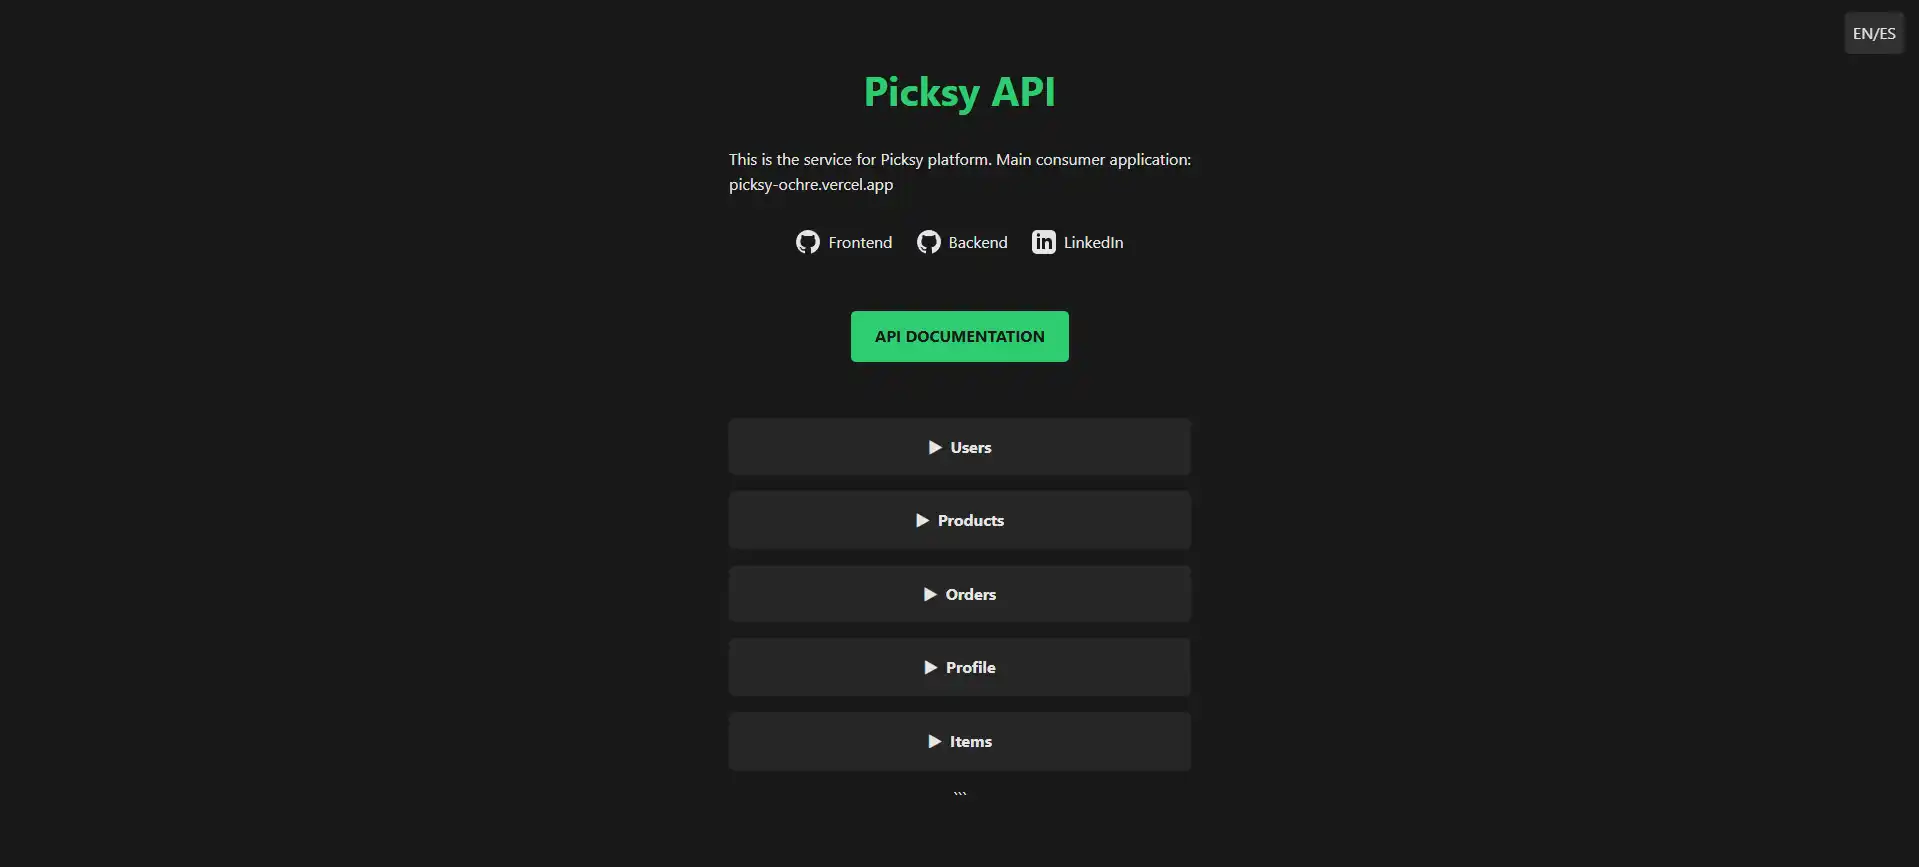 EN/ES
Picksy API
This is the service for Picksy platform. Main consumer application:
picksy-ochre.vercel.app
Frontend Backend LinkedIn
API DOCUMENTATION
▶ Users
▶ Products
▶ Orders
▶ Profile
▶ Items
```